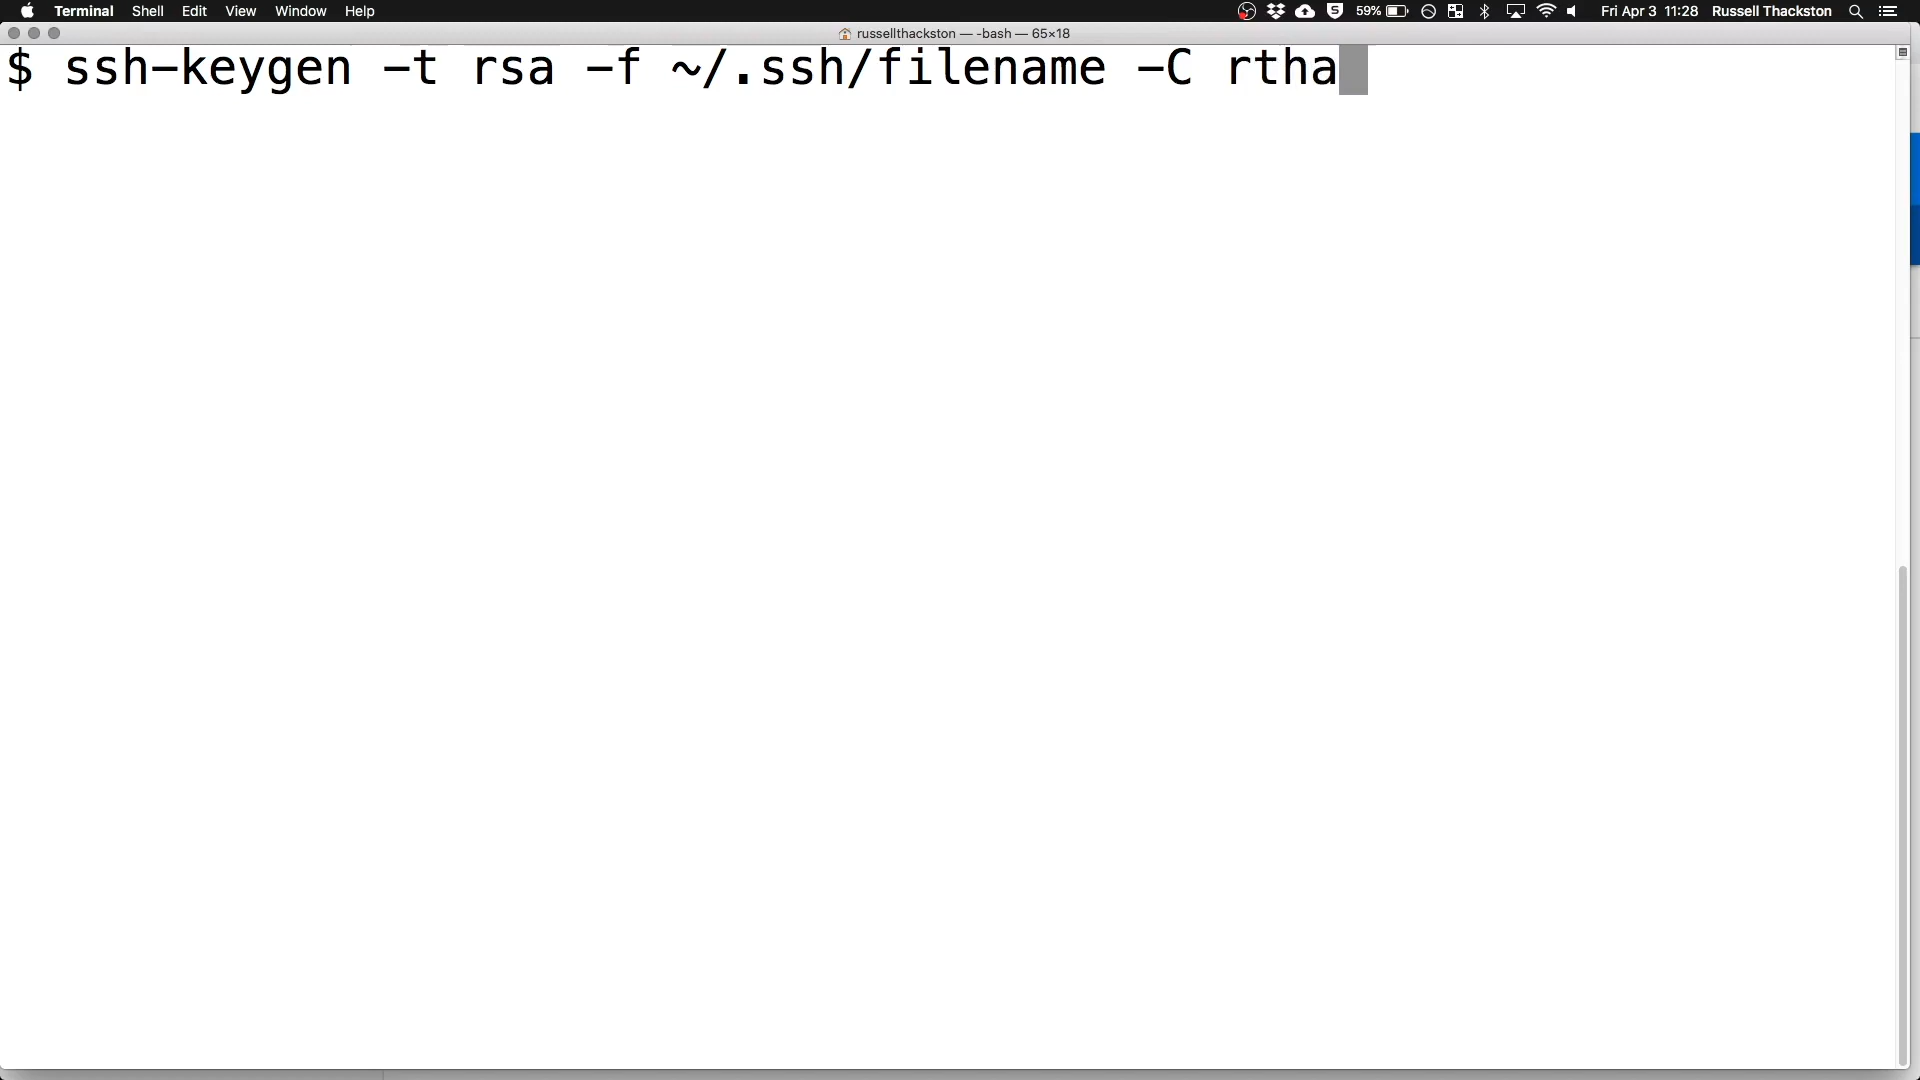 Terminal Shell Edit View Window Help 59% Fri Apr 3 11:28 Russell Thackston
russellthackston — -bash — 65×18
$ ssh-keygen -t rsa -f ~/.ssh/filename -C rtha